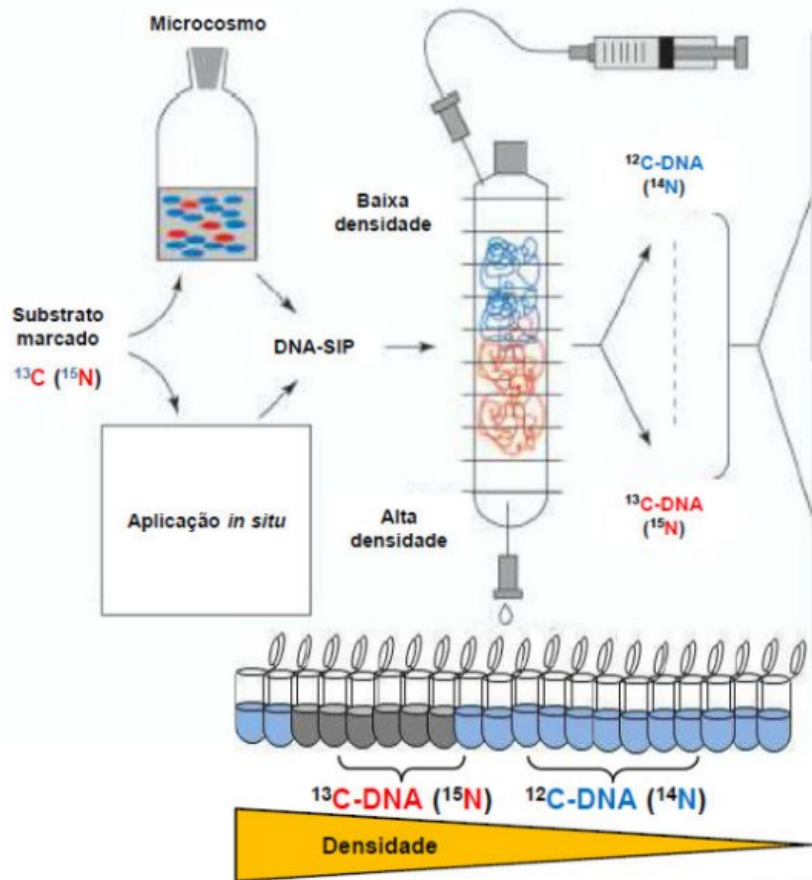 Microcosmo
¹²C-DNA
(¹⁴N)
Baixa
densidade
Substrato
marcado
¹³C (¹⁵N)
DNA-SIP
Aplicação in situ
Alta
densidade
¹³C-DNA
(¹⁵N)
¹³C-DNA (¹⁵N)
¹²C-DNA (¹⁴N)
Densidade